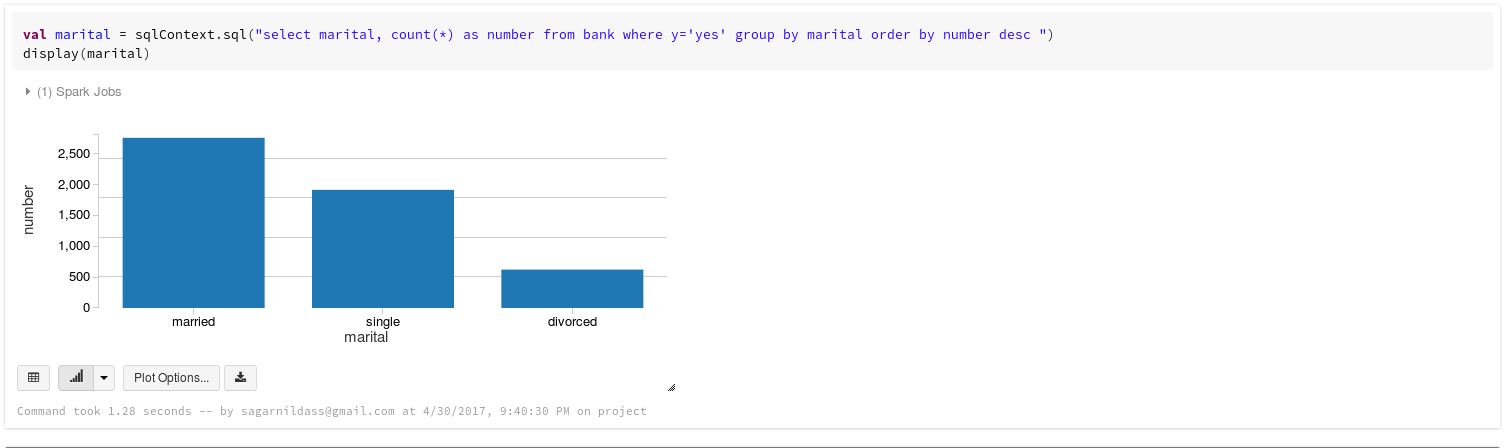 val marital = sqlContext.sql("select marital, count(*) as number from bank where y='yes' group by marital order by number desc ")
display(marital)
(1) Spark Jobs
2,500
2,000
1,500
1,000
500
0
number
married single divorced
marital
Plot Options...
Command took 1.28 seconds -- by sagarnildass@gmail.com at 4/30/2017, 9:40:30 PM on project